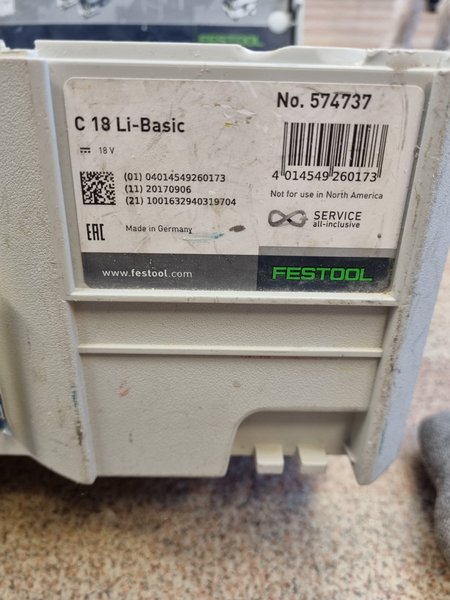 FESTOOL
No. 574737
C 18 Li-Basic
18 V
4 014549 260173
(01) 04014549260173
(11) 20170906
(21) 1001632940319704
Not for use in North America
SERVICE
all-inclusive
EAC
Made in Germany
www.festool.com
FESTOOL